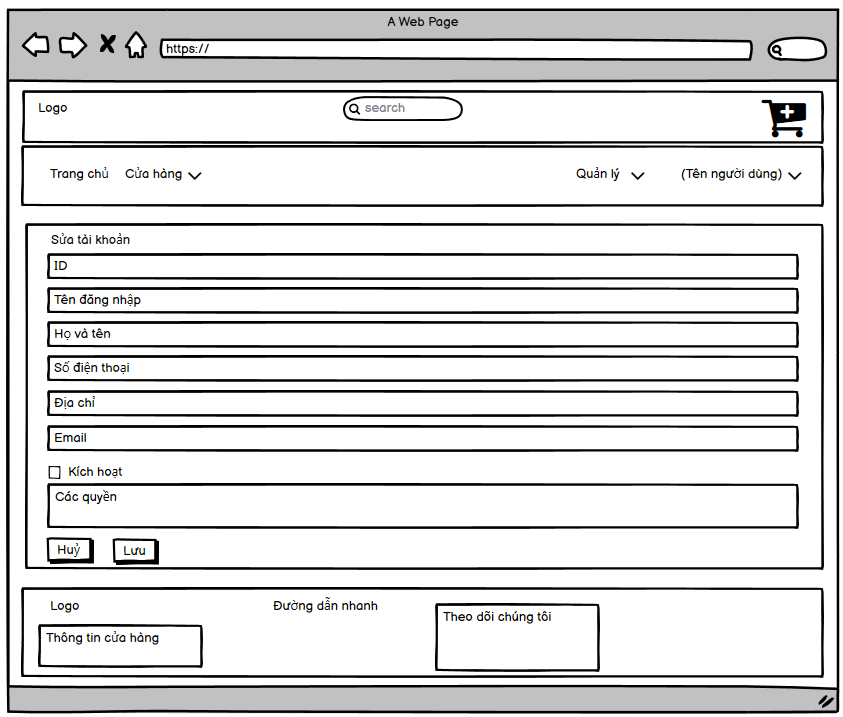 A Web Page
https://
Logo
search
Trang chủ Cửa hàng Quản lý (Tên người dùng)
Sửa tài khoản
ID
Tên đăng nhập
Họ và tên
Số điện thoại
Địa chỉ
Email
Kích hoạt
Các quyền
Huỷ Lưu
Logo
Đường dẫn nhanh
Theo dõi chúng tôi
Thông tin cửa hàng